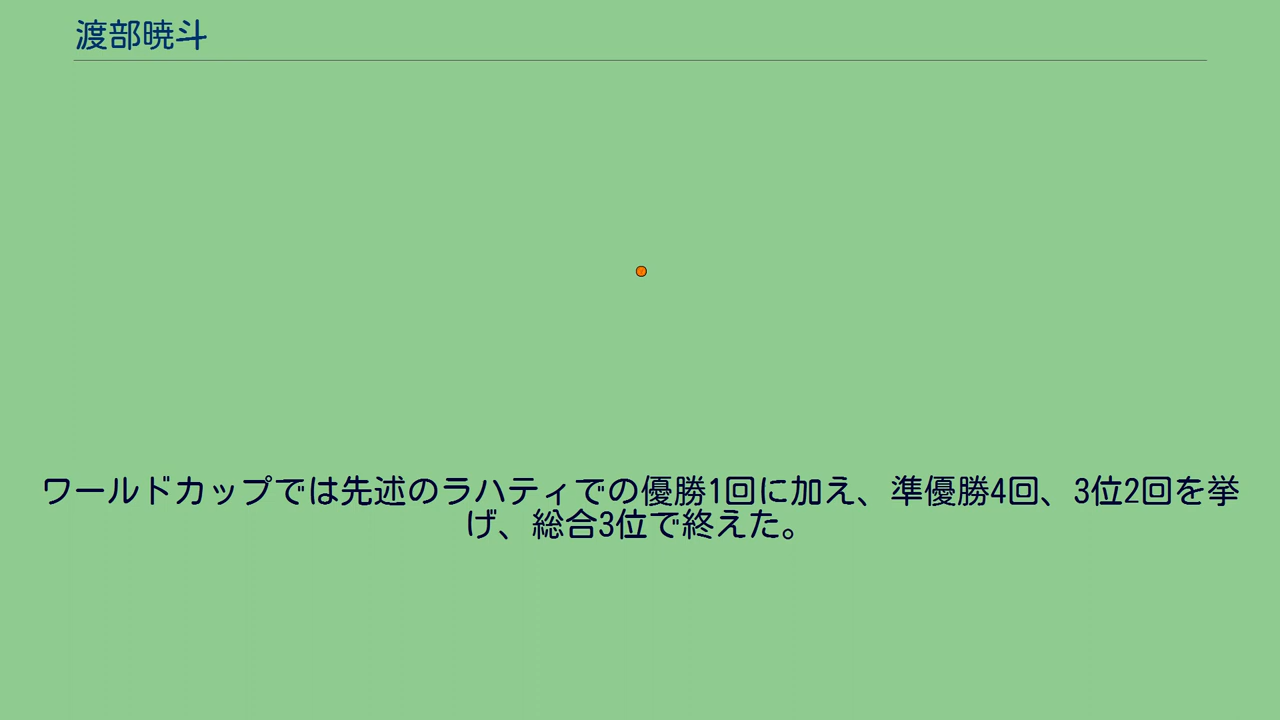 渡部暁斗
ワールドカップでは先述のラハティでの優勝1回に加え、準優勝4回、3位2回を挙
げ、総合3位で終えた。